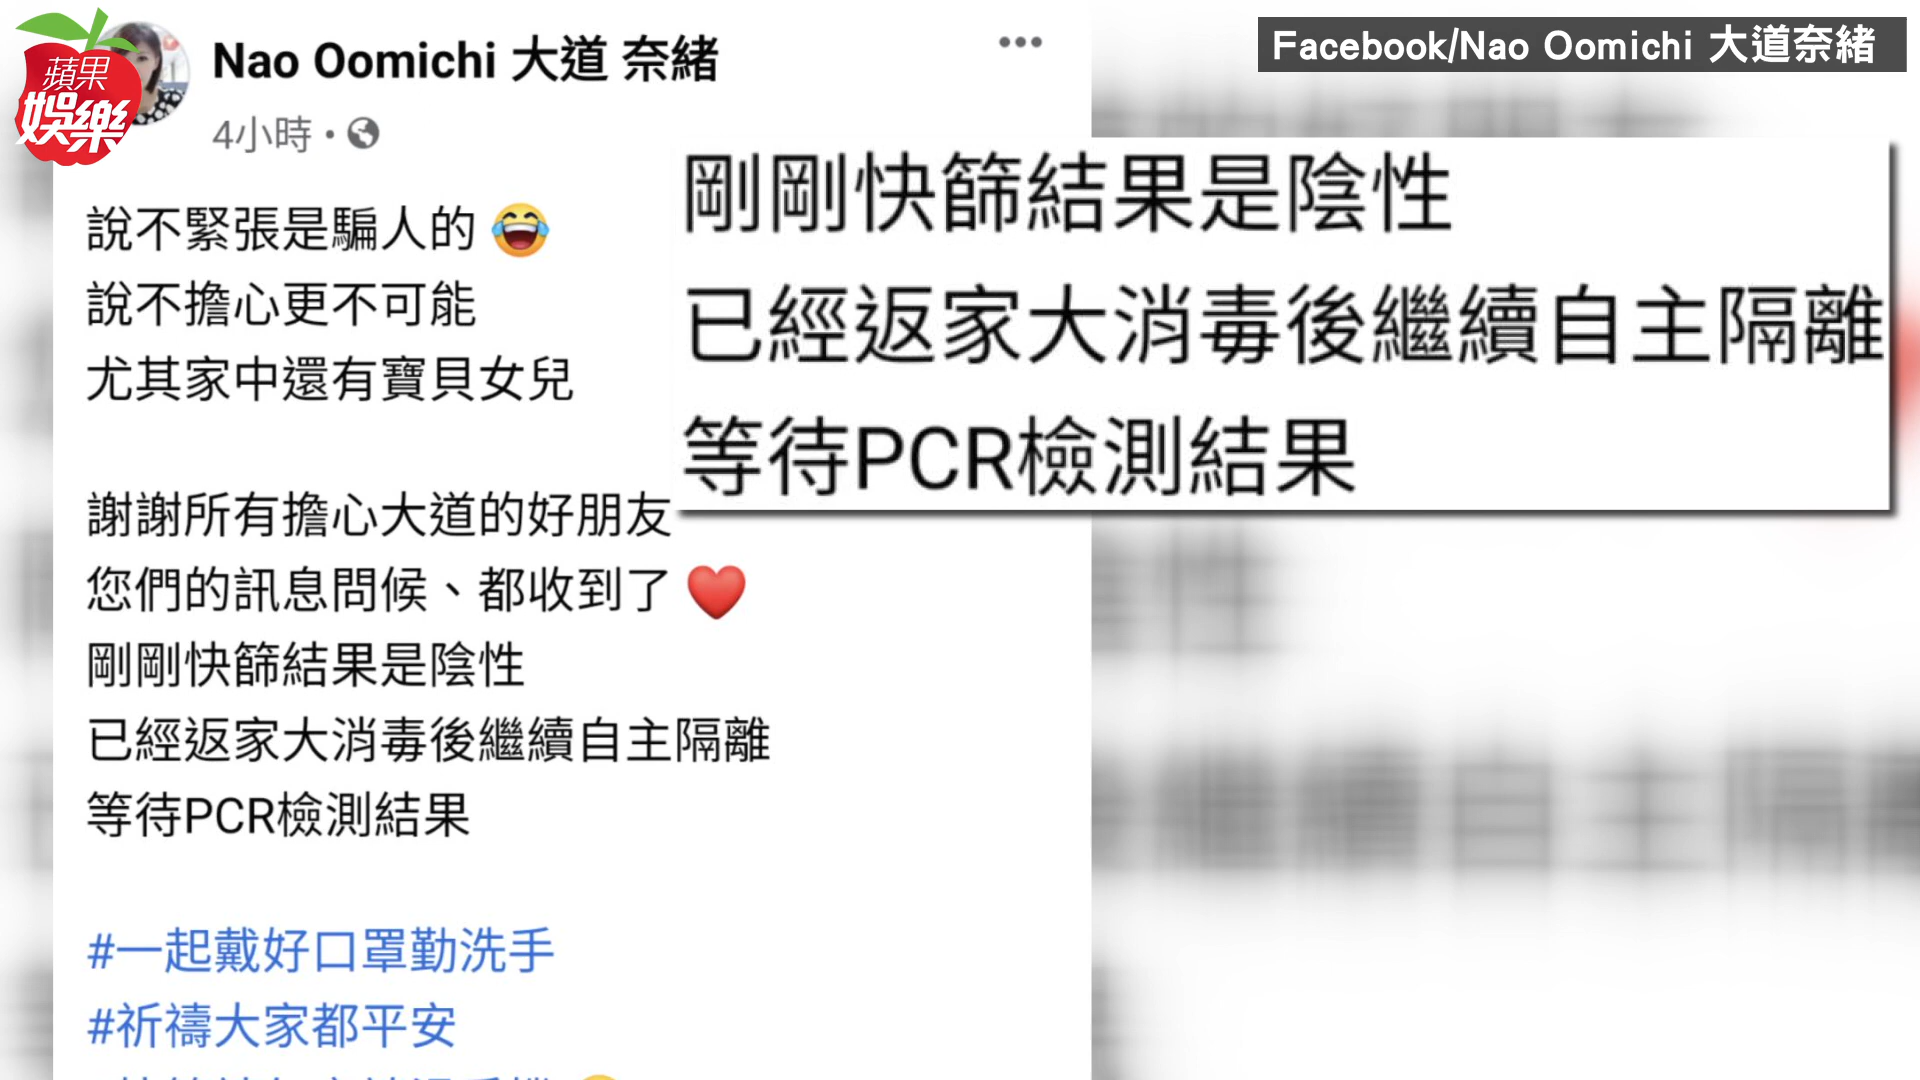 蘋果
娛樂
Nao Oomichi 大道 奈緒
4小時
Facebook/Nao Oomichi 大道奈緒
說不緊張是騙人的 😂
說不擔心更不可能
尤其家中還有寶貝女兒
謝謝所有擔心大道的好朋友
您們的訊息問候、都收到了 ❤️
剛剛快篩結果是陰性
已經返家大消毒後繼續自主隔離
等待PCR檢測結果
#一起戴好口罩勤洗手
#祈禱大家都平安
剛剛快篩結果是陰性
已經返家大消毒後繼續自主隔離
等待PCR檢測結果